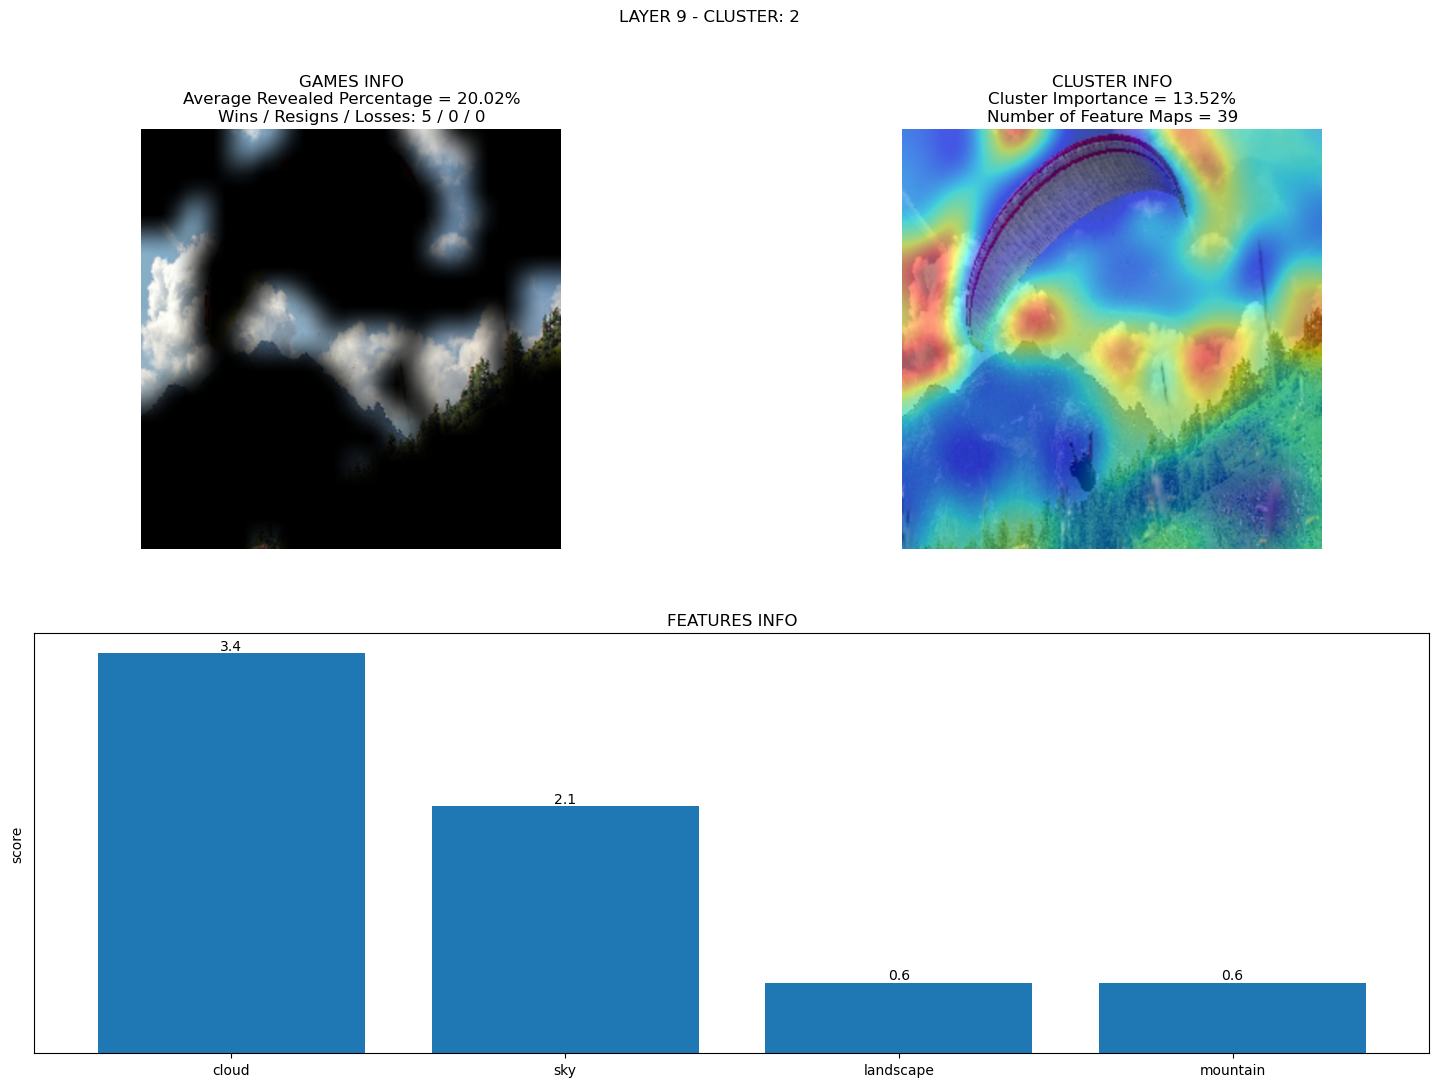 LAYER 9 - CLUSTER: 2
GAMES INFO
Average Revealed Percentage = 20.02%
Wins / Resigns / Losses: 5 / 0 / 0
CLUSTER INFO
Cluster Importance = 13.52%
Number of Feature Maps = 39
FEATURES INFO
score
3.4
2.1
0.6
0.6
cloud
sky
landscape
mountain